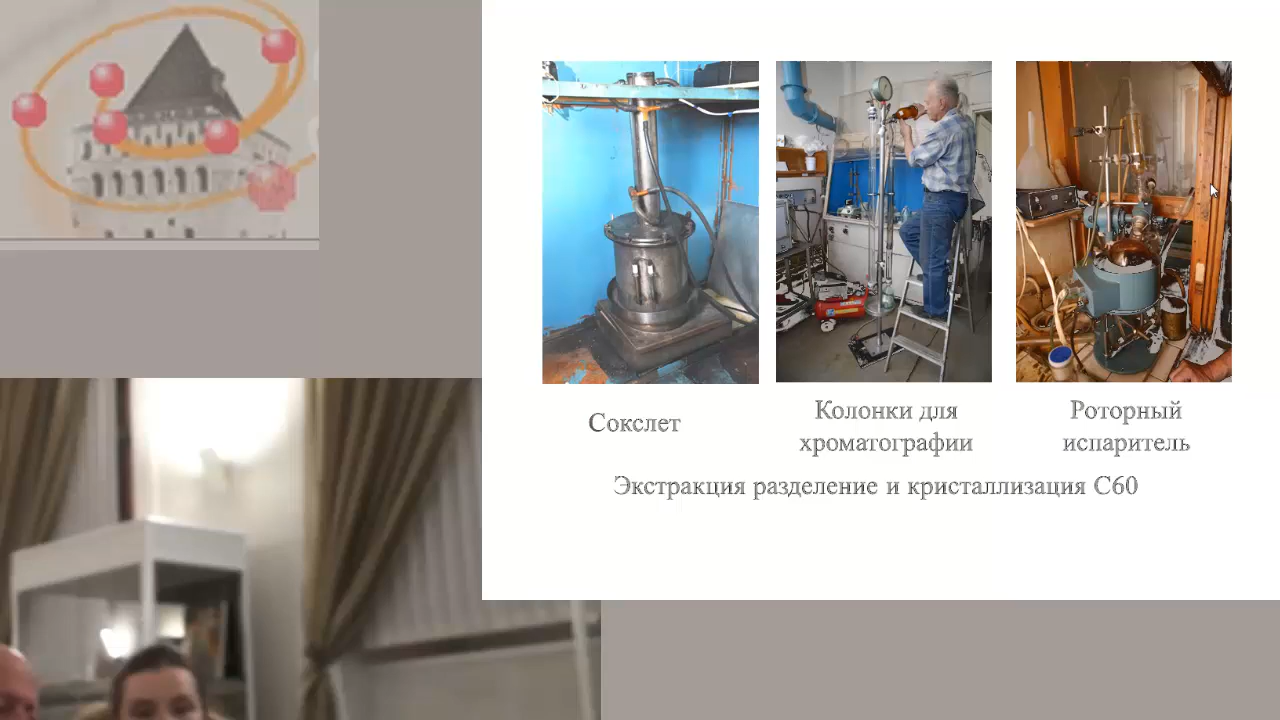 Сокслет
Колонки для
хроматографии
Роторный
испаритель
Экстракция разделение и кристаллизация С60